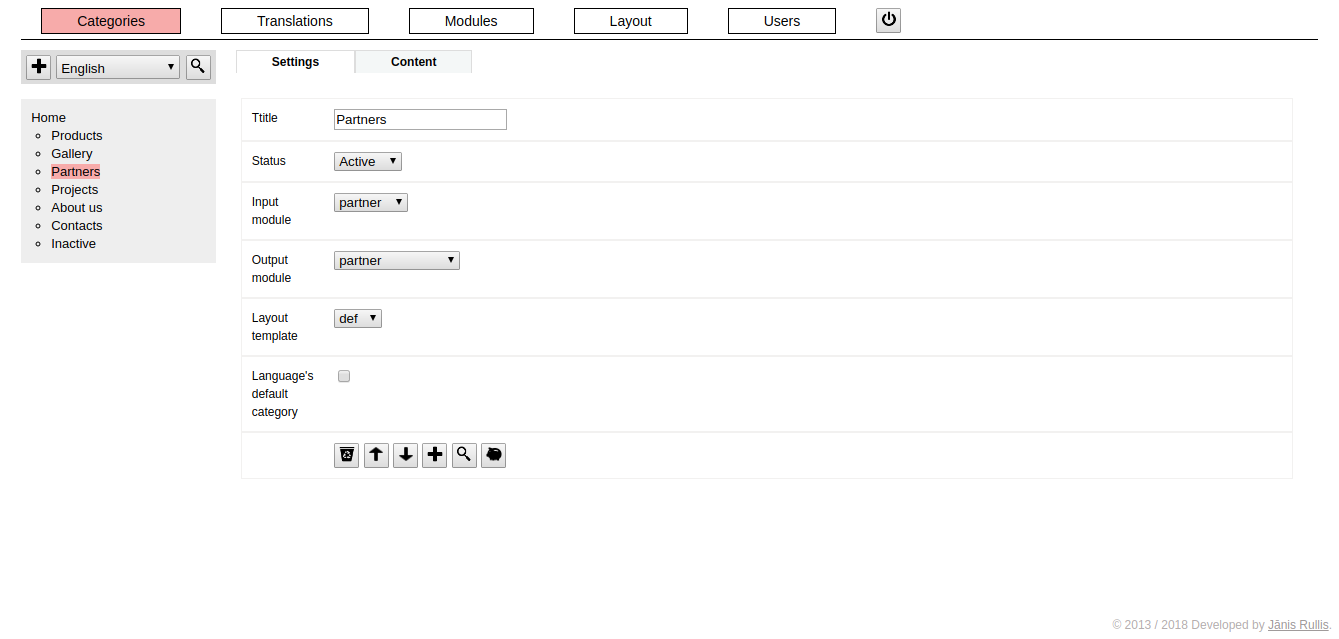 Categories Translations Modules Layout Users
English
Settings Content
Home
Products
Gallery
Partners
Projects
About us
Contacts
Inactive
Ttitle Partners
Status Active
Input module partner
Output module partner
Layout template def
Language's default category
© 2013 / 2018 Developed by Jānis Rullis.